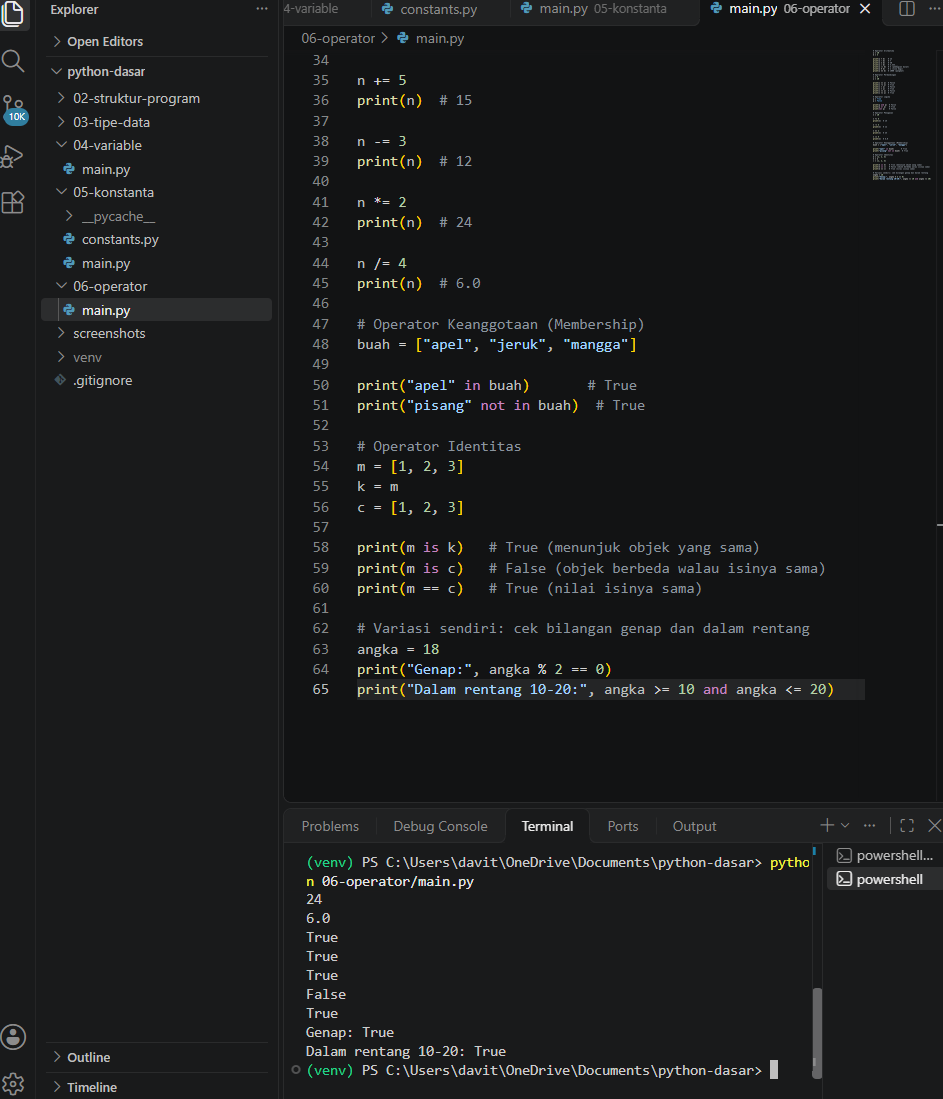 Explorer
Open Editors
python-dasar
02-struktur-program
03-tipe-data
04-variable
main.py
05-konstanta
__pycache__
constants.py
main.py
06-operator
main.py
screenshots
venv
.gitignore
Outline
Timeline
10K
4-variable
constants.py
main.py 05-konstanta
main.py 06-operator
06-operator > main.py
34
35 n += 5
36 print(n)  # 15
37
38 n -= 3
39 print(n)  # 12
40
41 n *= 2
42 print(n)  # 24
43
44 n /= 4
45 print(n)  # 6.0
46
47 # Operator Keanggotaan (Membership)
48 buah = ["apel", "jeruk", "mangga"]
49
50 print("apel" in buah)       # True
51 print("pisang" not in buah)  # True
52
53 # Operator Identitas
54 m = [1, 2, 3]
55 k = m
56 c = [1, 2, 3]
57
58 print(m is k)   # True (menunjuk objek yang sama)
59 print(m is c)   # False (objek berbeda walau isinya sama)
60 print(m == c)   # True (nilai isinya sama)
61
62 # Variasi sendiri: cek bilangan genap dan dalam rentang
63 angka = 18
64 print("Genap:", angka % 2 == 0)
65 print("Dalam rentang 10-20:", angka >= 10 and angka <= 20)
Problems
Debug Console
Terminal
Ports
Output
(venv) PS C:\Users\davit\OneDrive\Documents\python-dasar> pytho
n 06-operator/main.py
24
6.0
True
True
True
False
True
Genap: True
Dalam rentang 10-20: True
(venv) PS C:\Users\davit\OneDrive\Documents\python-dasar>
powershell...
powershell